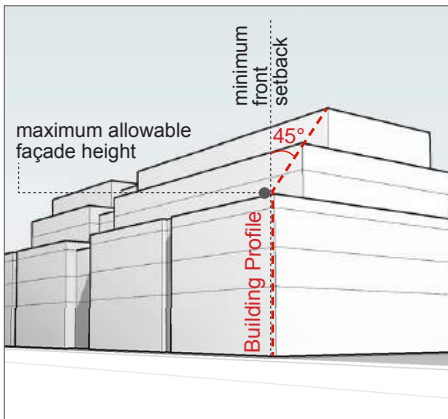 minimum
front
setback
45°
maximum allowable
façade height
Building Profile